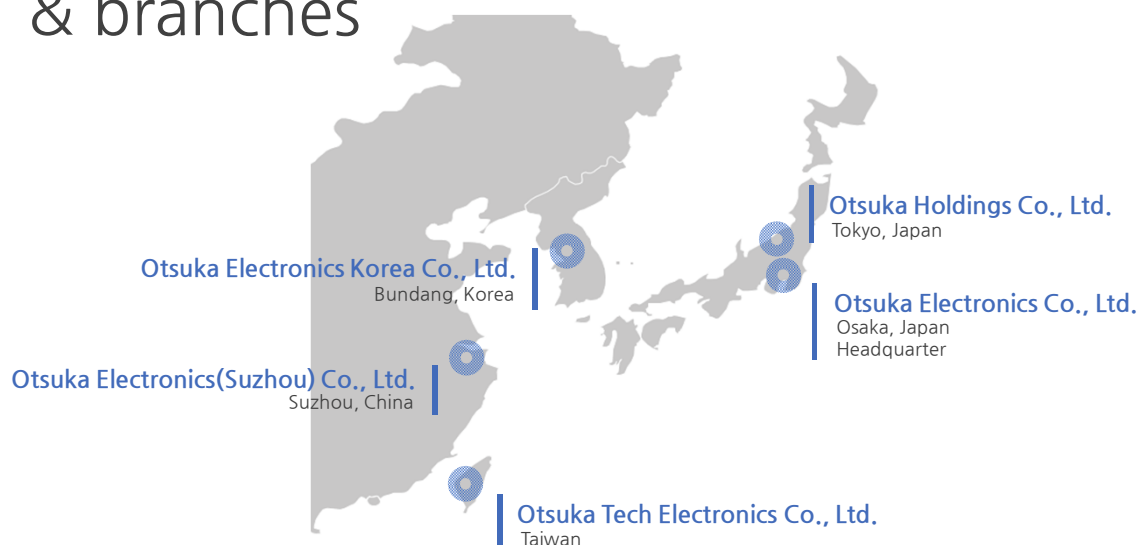 & branches
Otsuka Holdings Co., Ltd.
Tokyo, Japan
Otsuka Electronics Korea Co., Ltd.
Bundang, Korea
Otsuka Electronics Co., Ltd.
Osaka, Japan
Headquarter
Otsuka Electronics(Suzhou) Co., Ltd.
Suzhou, China
Otsuka Tech Electronics Co., Ltd.
Taiwan